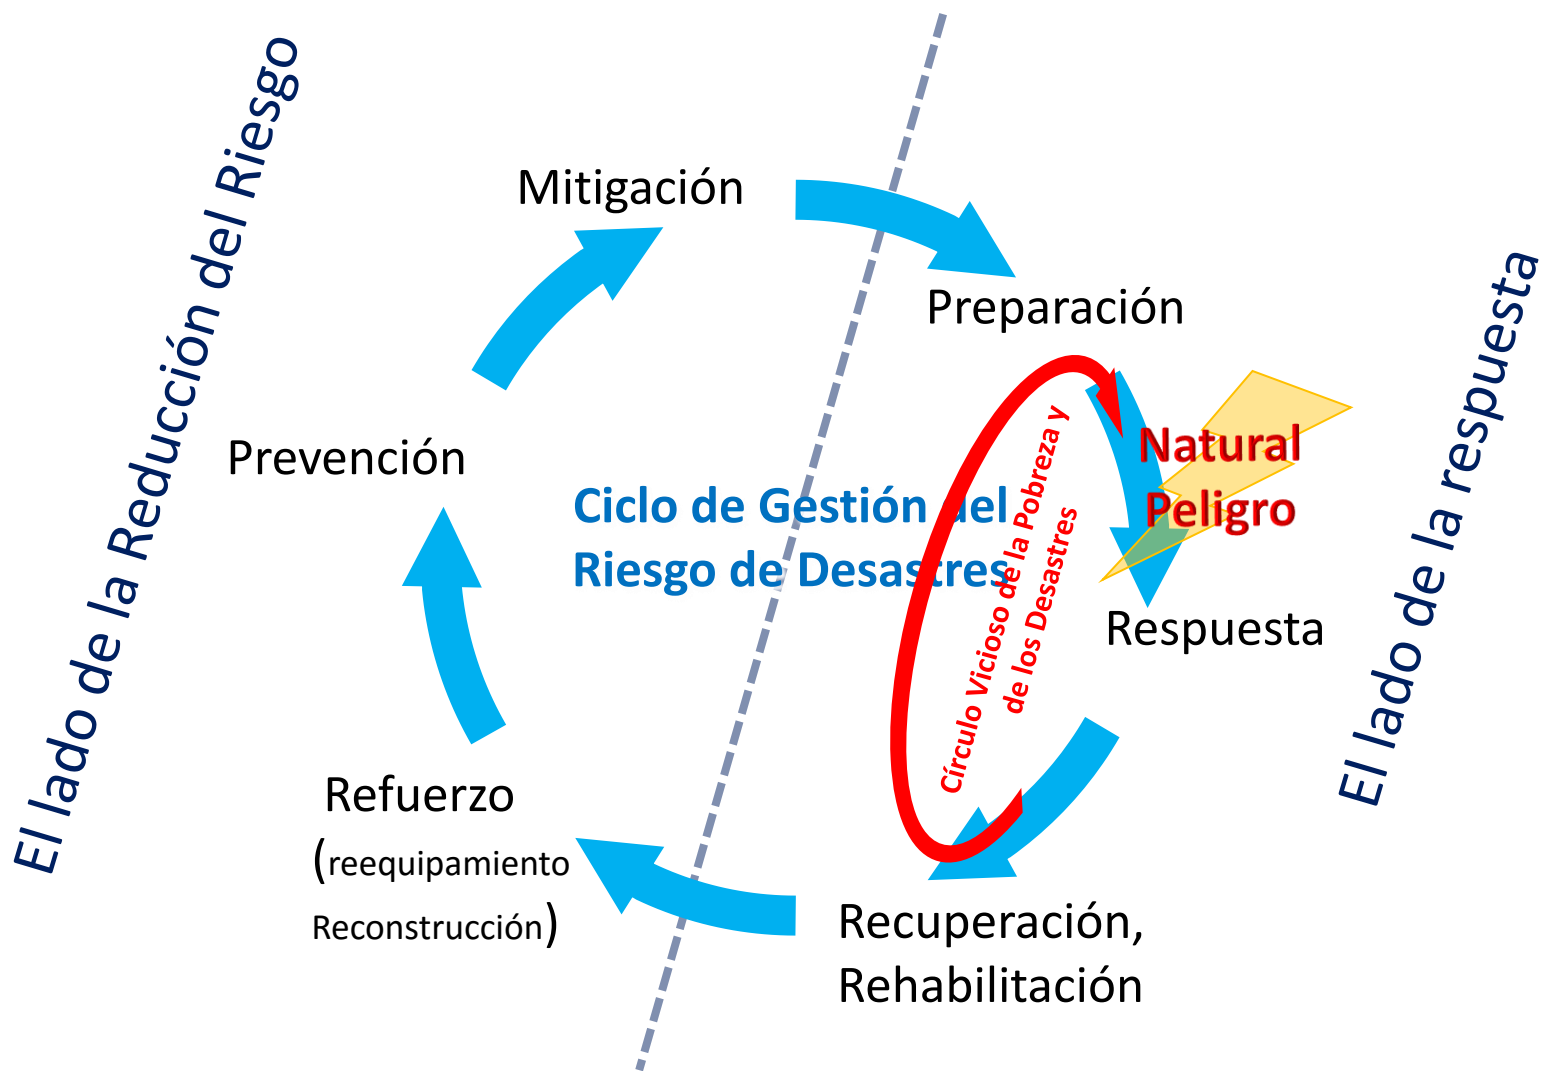 El lado de la Reducción del Riesgo
Mitigación
Preparación
Natural
Peligro
Prevención
Ciclo de Gestión del
Riesgo de Desastres
Círculo Vicioso de la Pobreza y
de los Desastres
Respuesta
El lado de la respuesta
Refuerzo
(reequipamiento
Reconstrucción)
Recuperación,
Rehabilitación